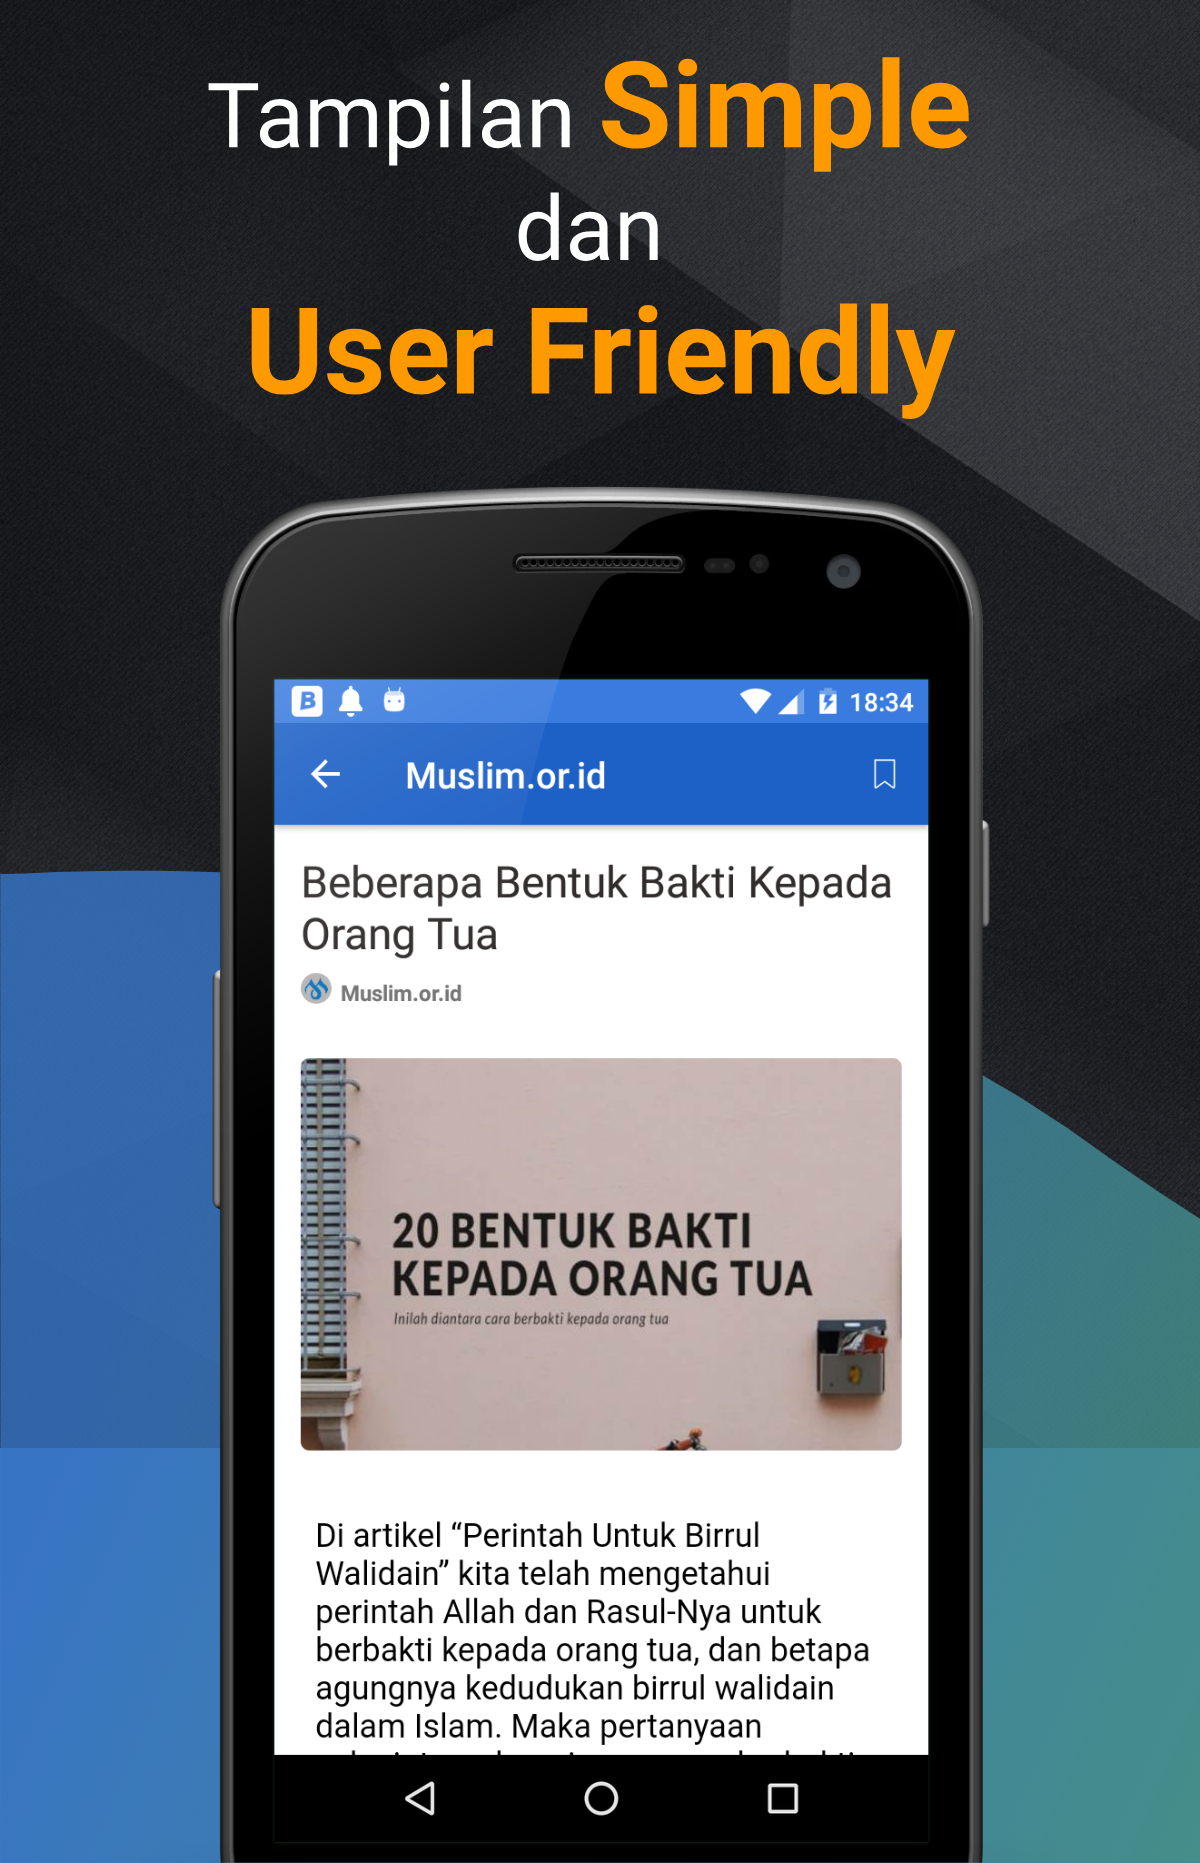 Tampilan Simple
dan
User Friendly
18:34
Muslim.or.id
Beberapa Bentuk Bakti Kepada
Orang Tua
Muslim.or.id
20 BENTUK BAKTI
KEPADA ORANG TUA
Inilah diantara cara berbakti kepada orang tua
Di artikel “Perintah Untuk Birrul
Walidain” kita telah mengetahui
perintah Allah dan Rasul-Nya untuk
berbakti kepada orang tua, dan betapa
agungnya kedudukan birrul walidain
dalam Islam. Maka pertanyaan